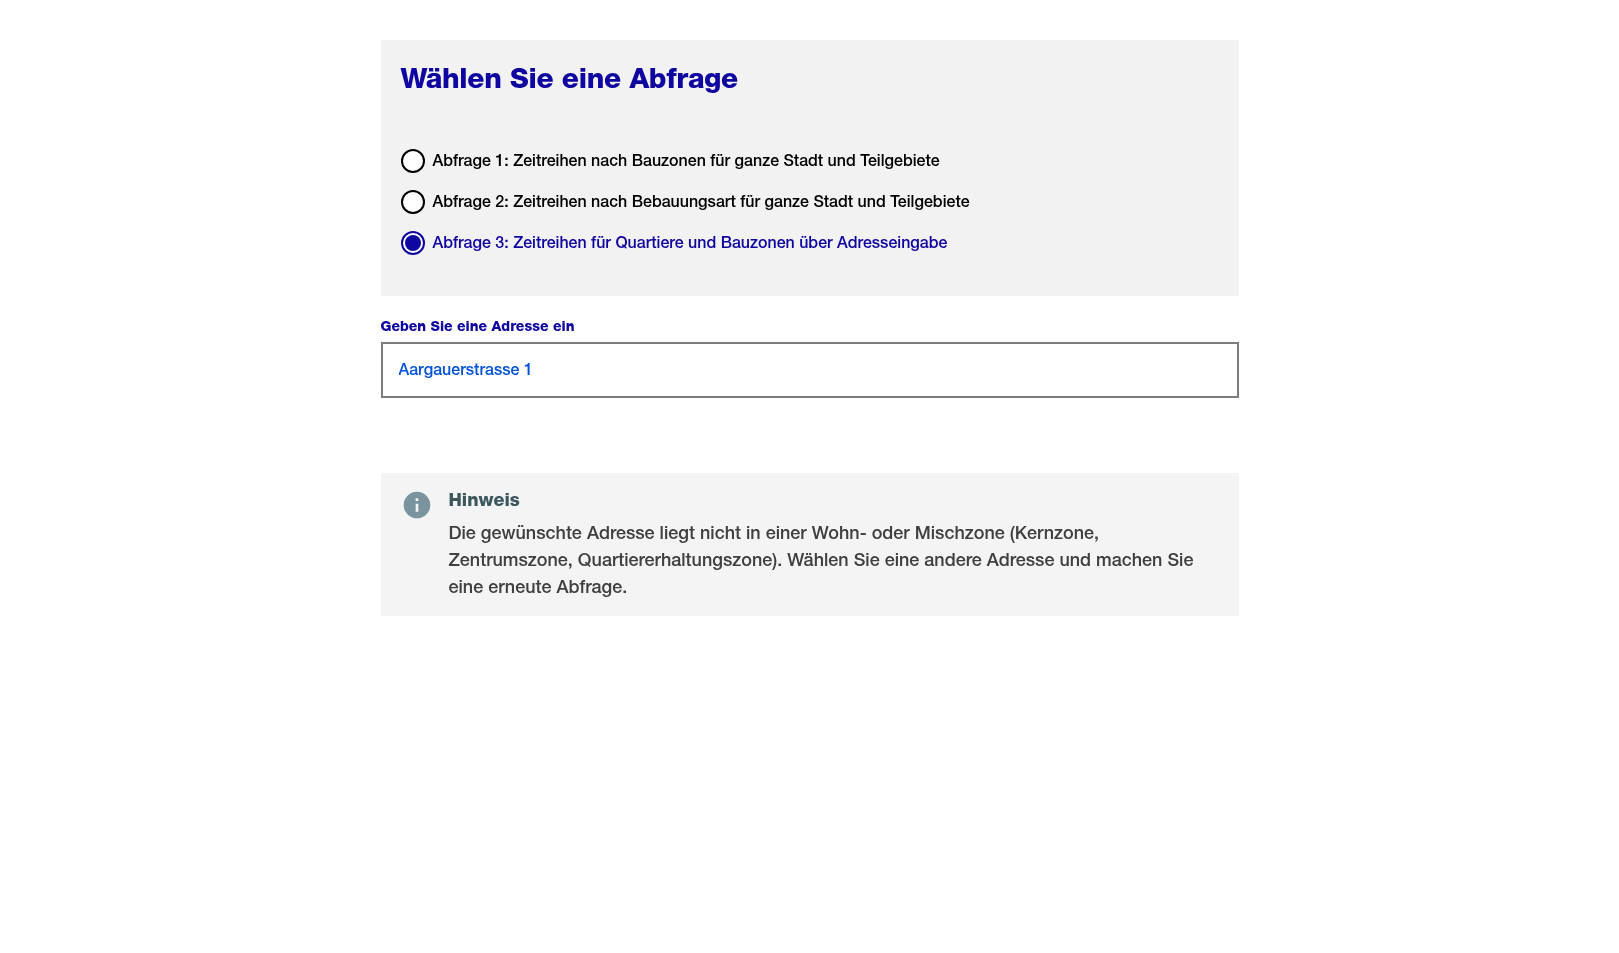 Wählen Sie eine Abfrage
Abfrage 1: Zeitreihen nach Bauzonen für ganze Stadt und Teilgebiete
Abfrage 2: Zeitreihen nach Bebauungsart für ganze Stadt und Teilgebiete
Abfrage 3: Zeitreihen für Quartiere und Bauzonen über Adresseingabe
Geben Sie eine Adresse ein
Aargauerstrasse 1
Hinweis
Die gewünschte Adresse liegt nicht in einer Wohn- oder Mischzone (Kernzone,
Zentrumszone, Quartiererhaltungszone). Wählen Sie eine andere Adresse und machen Sie
eine erneute Abfrage.